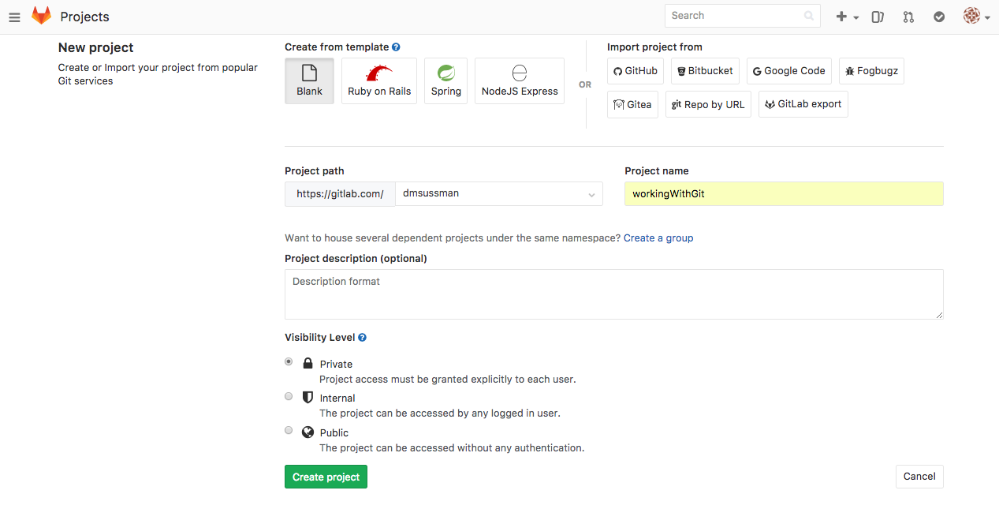 Projects
Search
New project
Create or Import your project from popular
Git services
Create from template ?
Blank
Ruby on Rails
Spring
NodeJS Express
OR
Import project from
GitHub
Bitbucket
Google Code
Fogbugz
Gitea
git Repo by URL
GitLab export
Project path
https://gitlab.com/
dmsussman
Project name
workingWithGit
Want to house several dependent projects under the same namespace? Create a group
Project description (optional)
Description format
Visibility Level ?
Private
Project access must be granted explicitly to each user.
Internal
The project can be accessed by any logged in user.
Public
The project can be accessed without any authentication.
Create project
Cancel